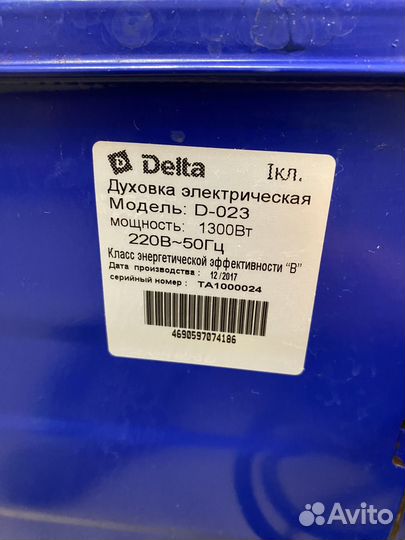 Delta Iкл.
Духовка электрическая
Модель: D-023
мощность: 1300Вт
220В~50Гц
Класс энергетической эффективности "В"
Дата производства: 12/2017
серийный номер: TA1000024
4690597074186
Avito